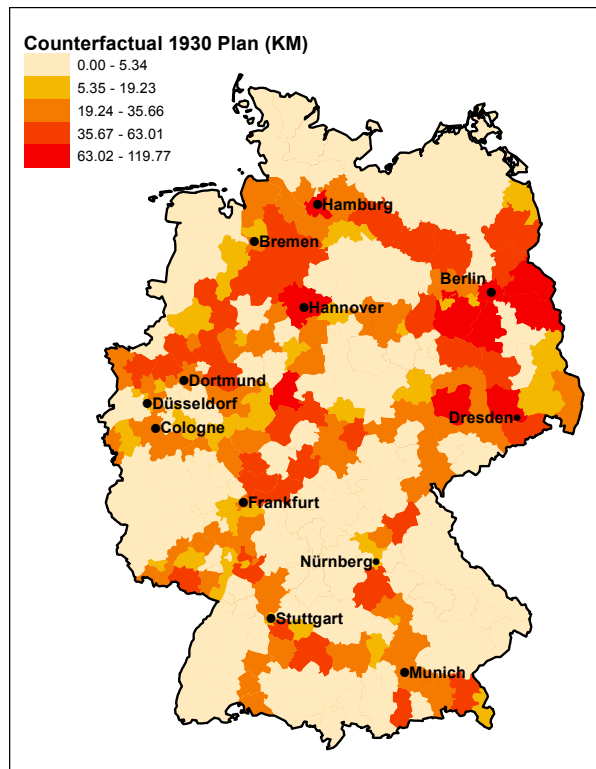 Counterfactual 1930 Plan (KM)
0.00 - 5.34
5.35 - 19.23
19.24 - 35.66
35.67 - 63.01
63.02 - 119.77
Hamburg
Bremen
Berlin
Hannover
Dortmund
Düsseldorf
Dresden
Cologne
Frankfurt
Nürnberg
Stuttgart
Munich